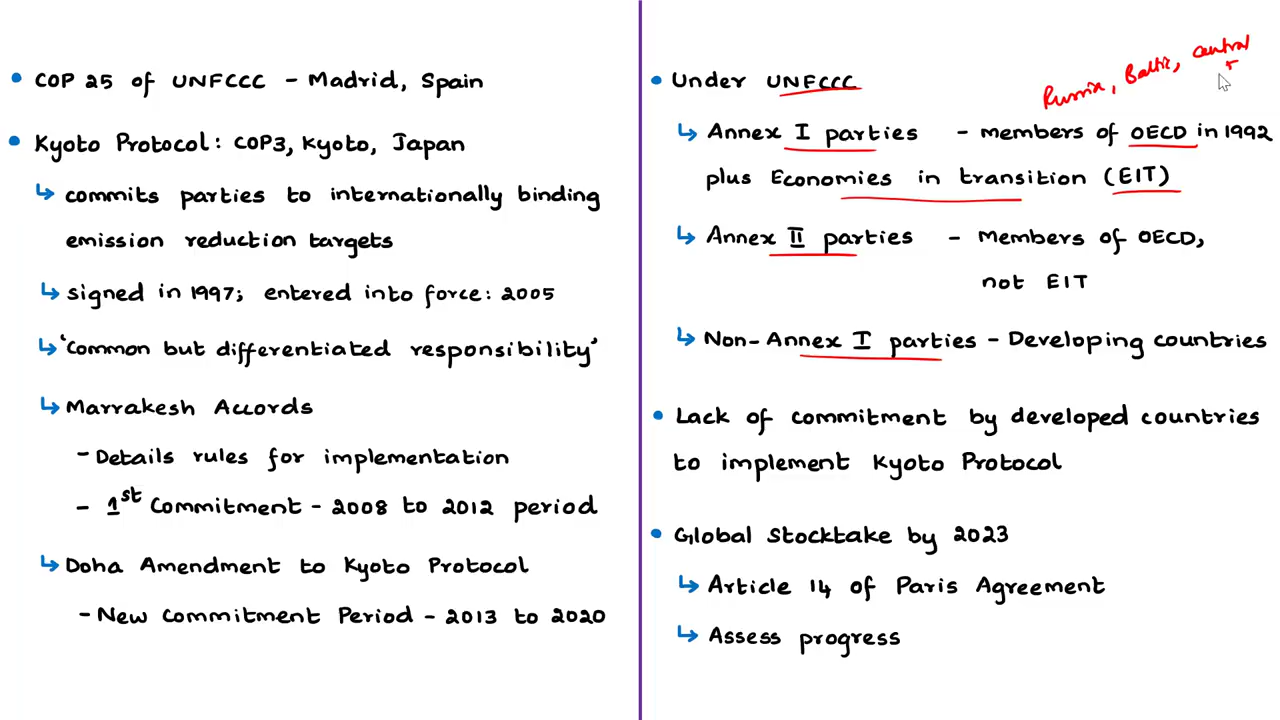 • COP 25 of UNFCCC - Madrid, Spain
• Kyoto Protocol: COP3, Kyoto, Japan
↳ commits parties to internationally binding
emission reduction targets
↳ signed in 1997; entered into force: 2005
↳ 'Common but differentiated responsibility'
↳ Marrakesh Accords
- Details rules for implementation
- 1st Commitment - 2008 to 2012 period
↳ Doha Amendment to Kyoto Protocol
- New Commitment Period - 2013 to 2020
Russia, Baltic, central
+
• Under UNFCCC
↳ Annex I parties - members of OECD in 1992
plus Economies in transition (EIT)
↳ Annex II parties - Members of OECD,
not EIT
↳ Non-Annex I parties - Developing countries
• Lack of commitment by developed countries
to implement Kyoto Protocol
• Global Stocktake by 2023
↳ Article 14 of Paris Agreement
↳ Assess progress